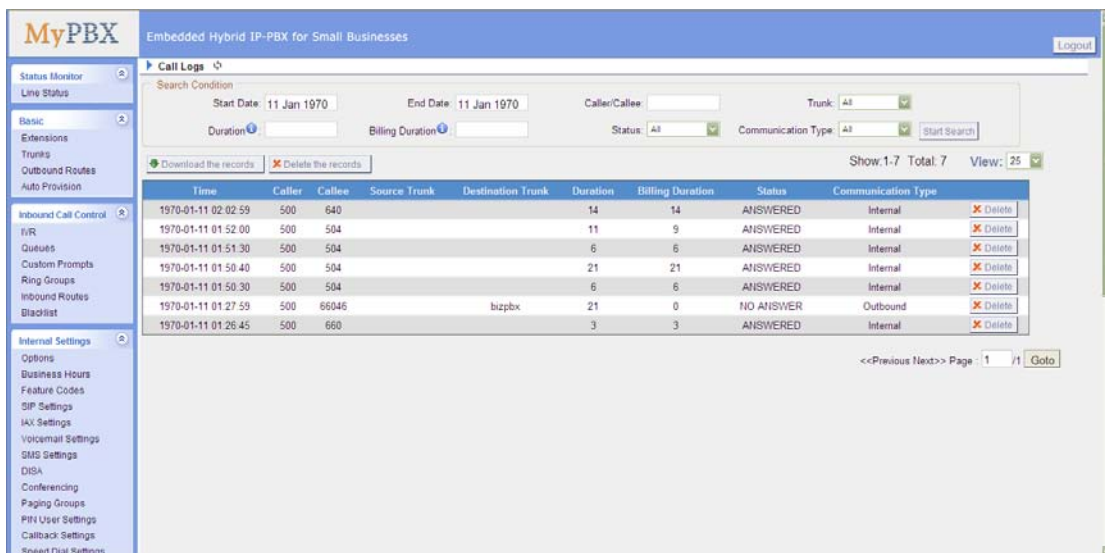 MyPBX
Embedded Hybrid IP-PBX for Small Businesses
Logout
Status Monitor
Line Status
Basic
Extensions
Trunks
Outbound Routes
Auto Provision
Inbound Call Control
IVR
Queues
Custom Prompts
Ring Groups
Inbound Routes
Blacklist
Internal Settings
Options
Business Hours
Feature Codes
SIP Settings
IAX Settings
Voicemail Settings
SMS Settings
DISA
Conferencing
Paging Groups
PIN User Settings
Callback Settings
Speed Dial Settings
Call Logs
Search Condition
Start Date: 11 Jan 1970 End Date: 11 Jan 1970 Caller/Callee: Trunk: All
Duration : Billing Duration : Status: All Communication Type: All Start Search
Download the records Delete the records Show:1-7 Total: 7 View: 25
Time Caller Callee Source Trunk Destination Trunk Duration Billing Duration Status Communication Type
1970-01-11 02:02:59 500 640 14 14 ANSWERED Internal Delete
1970-01-11 01:52:00 500 504 11 9 ANSWERED Internal Delete
1970-01-11 01:51:30 500 504 6 6 ANSWERED Internal Delete
1970-01-11 01:50:40 500 504 21 21 ANSWERED Internal Delete
1970-01-11 01:50:30 500 504 6 6 ANSWERED Internal Delete
1970-01-11 01:27:59 500 66046 bizpbx 21 0 NO ANSWER Outbound Delete
1970-01-11 01:26:45 500 660 3 3 ANSWERED Internal Delete
<<Previous Next>> Page : 1 /1 Goto